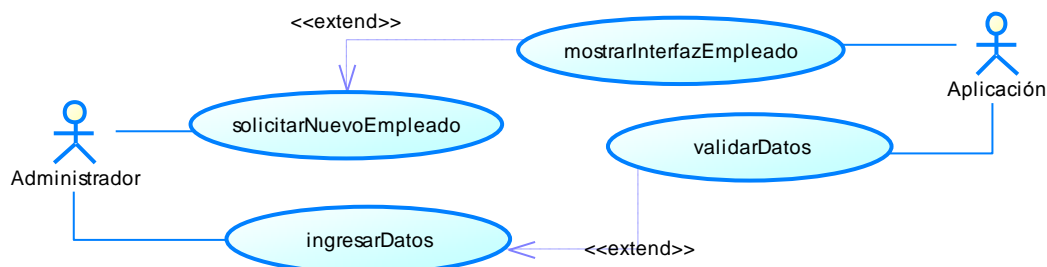 <<extend>>
mostrarInterfazEmpleado
Aplicación
solicitarNuevoEmpleado
validarDatos
Administrador
ingresarDatos
<<extend>>